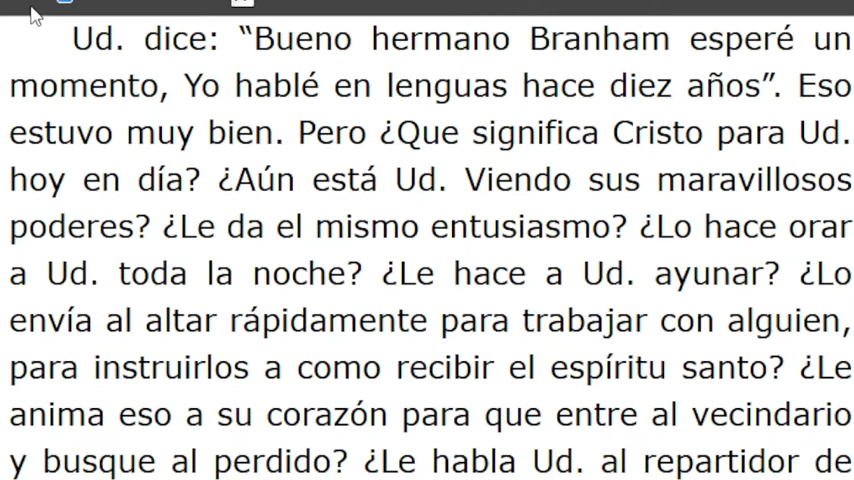 Ud. dice: “Bueno hermano Branham esperé un
momento, Yo hablé en lenguas hace diez años”. Eso
estuvo muy bien. Pero ¿Que significa Cristo para Ud.
hoy en día? ¿Aún está Ud. Viendo sus maravillosos
poderes? ¿Le da el mismo entusiasmo? ¿Lo hace orar
a Ud. toda la noche? ¿Le hace a Ud. ayunar? ¿Lo
envía al altar rápidamente para trabajar con alguien,
para instruirlos a como recibir el espíritu santo? ¿Le
anima eso a su corazón para que entre al vecindario
y busque al perdido? ¿Le habla Ud. al repartidor de